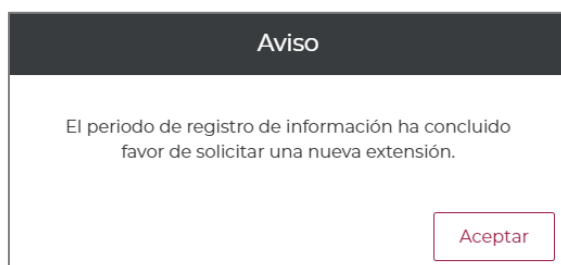 Aviso
El periodo de registro de información ha concluido
favor de solicitar una nueva extensión.
Aceptar